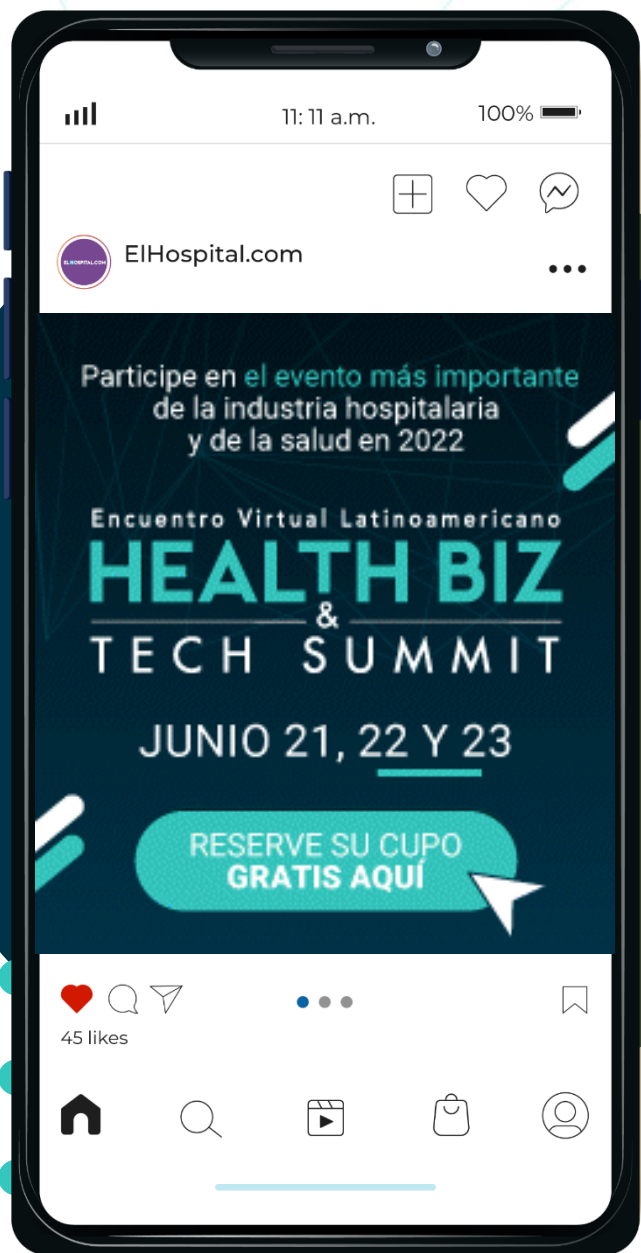 11: 11 a.m.
100%
ELHOSPITAL.COM
ElHospital.com
Participe en el evento más importante
de la industria hospitalaria
y de la salud en 2022
Encuentro Virtual Latinoamericano
HEALTH BIZ
&
TECH SUMMIT
JUNIO 21, 22 Y 23
RESERVE SU CUPO
GRATIS AQUÍ
45 likes